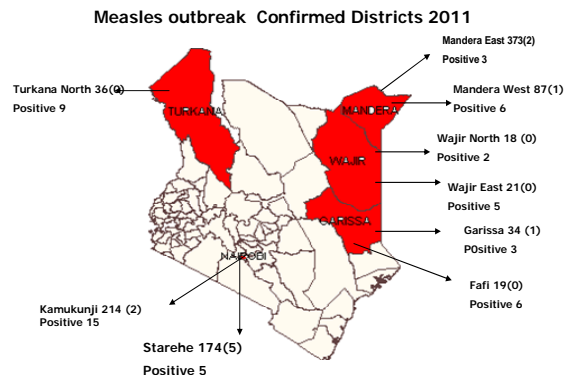 Measles outbreak  Confirmed Districts 2011
Mandera East 373(2)
Positive 3
Turkana North 36(0)
Positive 9
Mandera West 87(1)
Positive 6
TURKANA
MANDERA
Wajir North 18 (0)
Positive 2
WAJIR
Wajir East 21(0)
Positive 5
GARISSA
Garissa 34 (1)
P0sitive 3
NAIROBI
Fafi 19(0)
Positive 6
Kamukunji 214 (2)
Positive 15
Starehe 174(5)
Positive 5